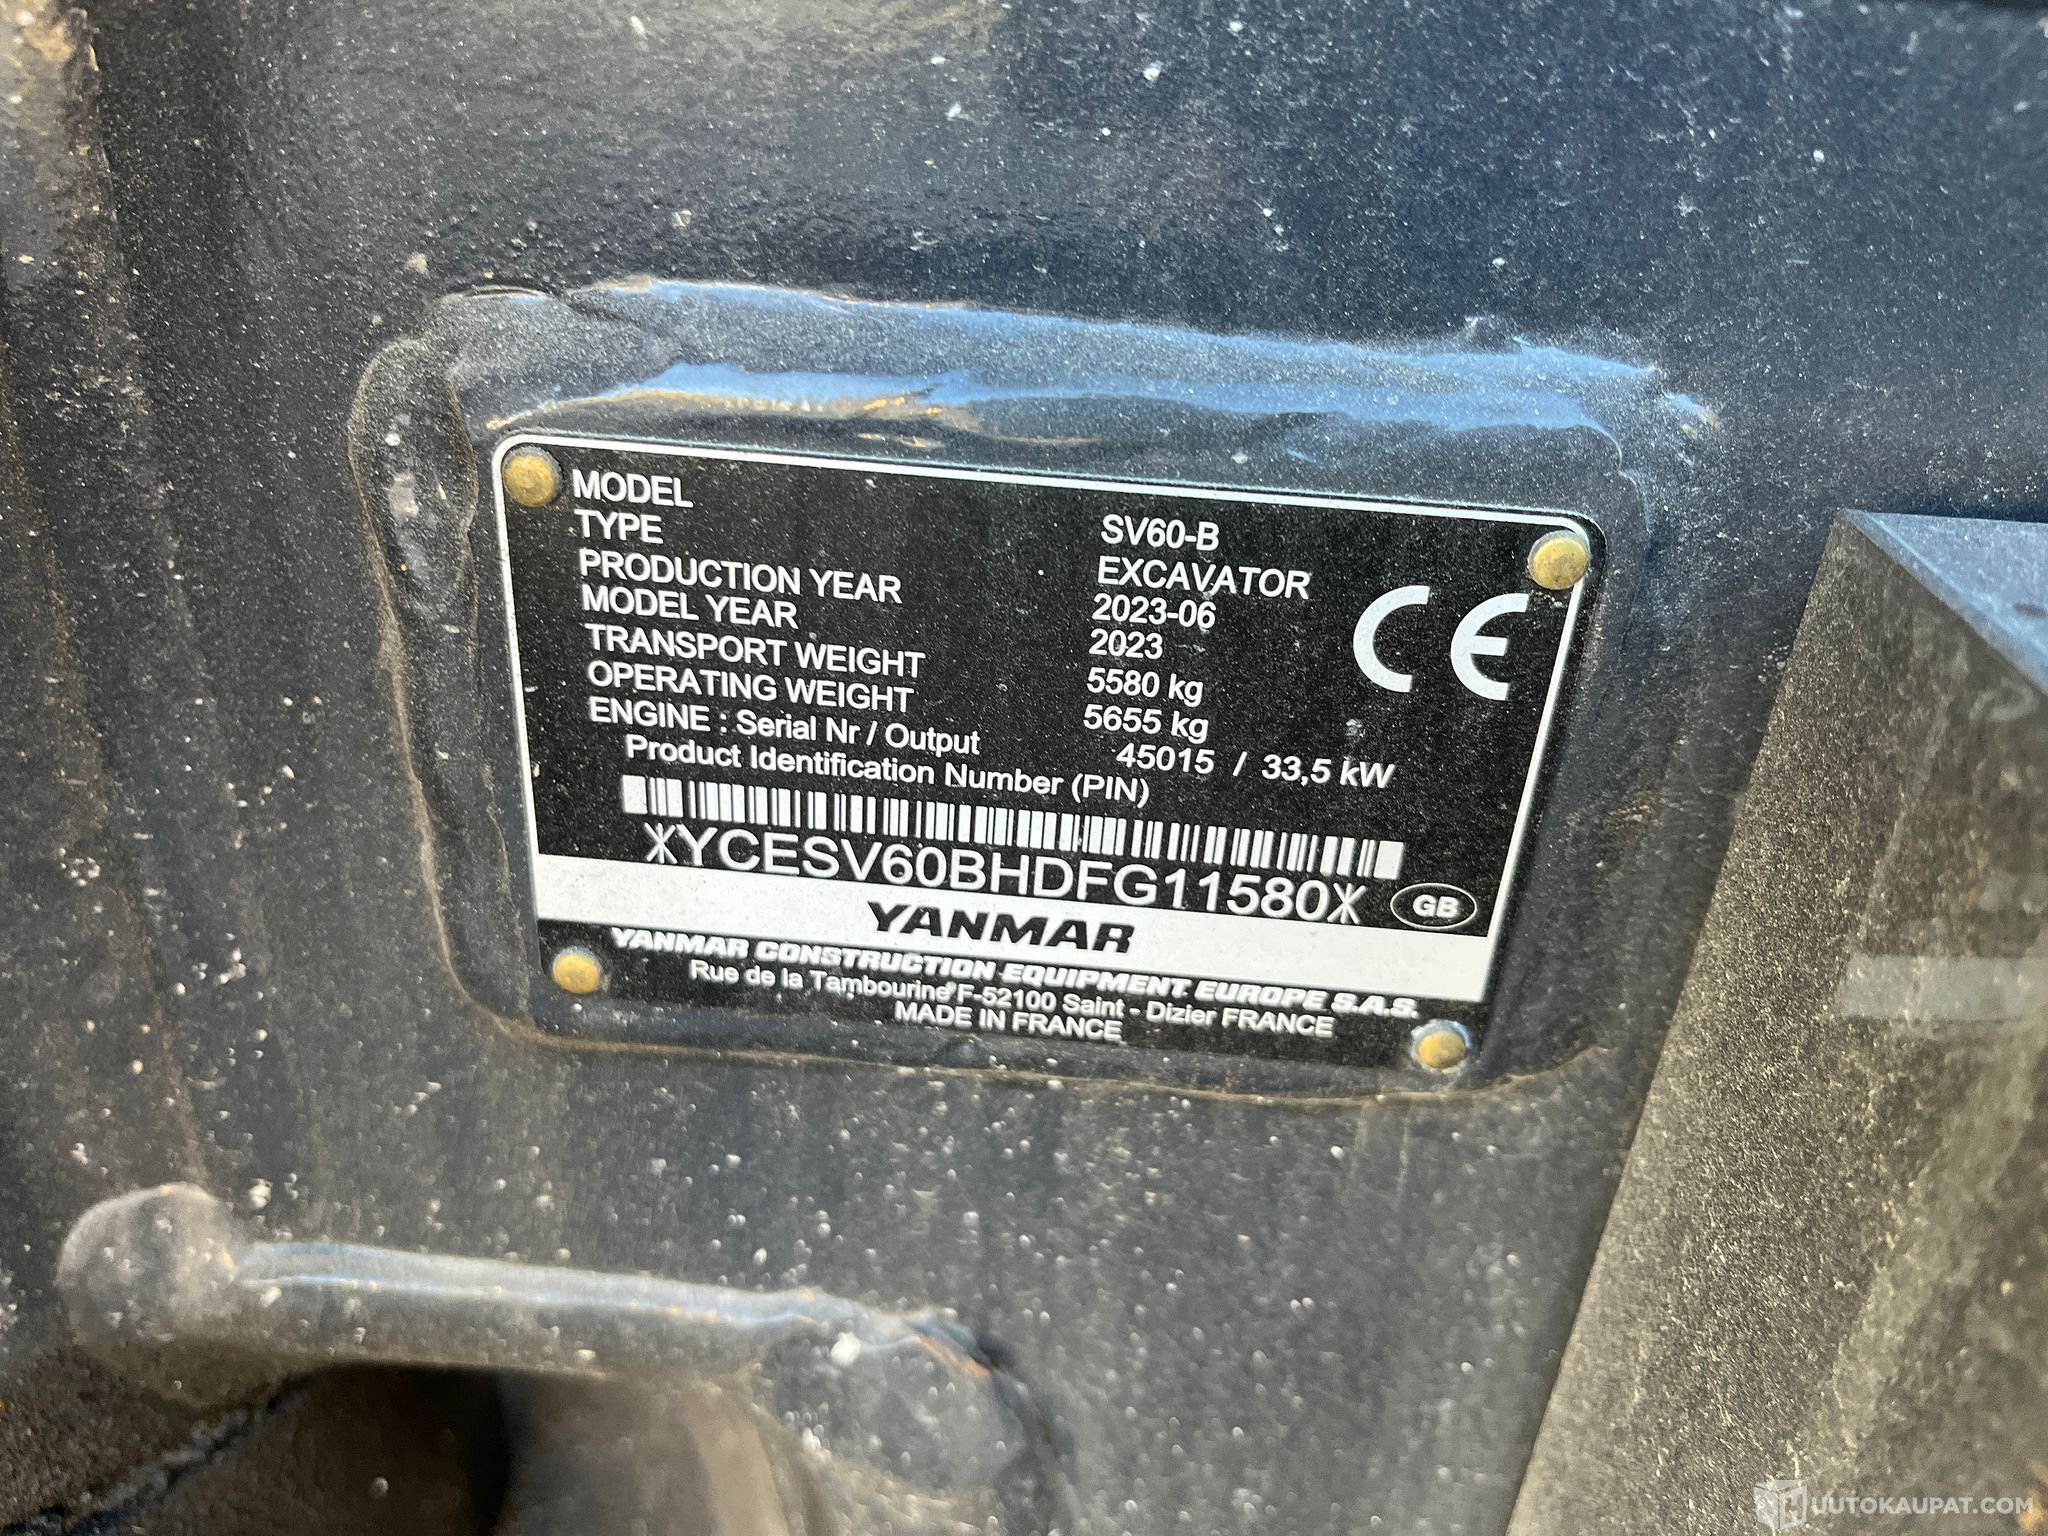 MODEL SV60-B
TYPE EXCAVATOR
PRODUCTION YEAR 2023-06
MODEL YEAR 2023
TRANSPORT WEIGHT 5580 kg
OPERATING WEIGHT 5655 kg
ENGINE : Serial Nr / Output 45015 / 33,5 kW
Product Identification Number (PIN)
CE
*YCESV60BHDFG11580*
GB
YANMAR
YANMAR CONSTRUCTION EQUIPMENT EUROPE S.A.S.
Rue de la Tambourine F-52100 Saint - Dizier FRANCE
MADE IN FRANCE
UUTOKAUPAT.COM